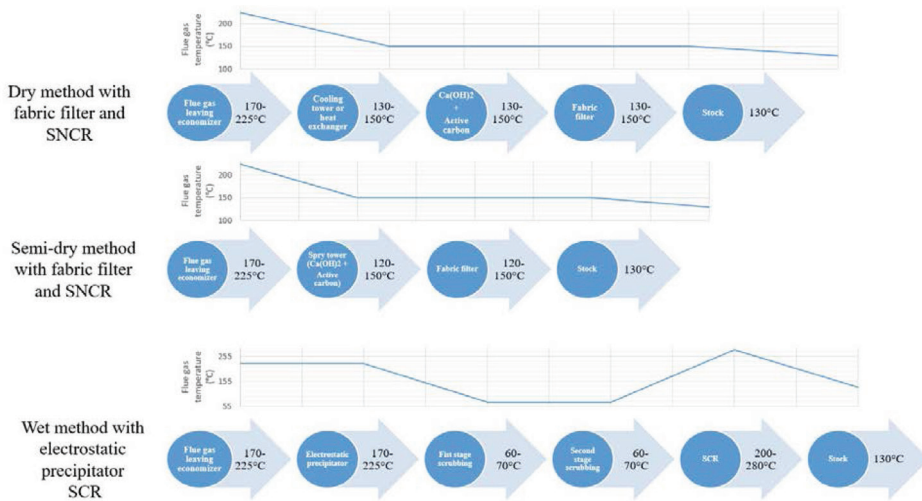 Flue gas
temperature
(°C)
200
150
100
Dry method with
fabric filter and
SNCR
Flue gas
leaving
economizer
170-
225°C
Cooling
tower or
heat
exchanger
130-
150°C
Ca(OH)2
+
Active
carbon
130-
150°C
Fabric
filter
130-
150°C
Stock
130°C
Flue gas
temperature
(°C)
200
150
100
Semi-dry method
with fabric filter
and SNCR
Flue gas
leaving
economizer
170-
225°C
Spry tower
(Ca(OH)2 +
Active
carbon)
120-
150°C
Fabric filter
120-
150°C
Stock
130°C
Flue gas
temperature
(°C)
255
155
55
Wet method with
electrostatic
precipitator
SCR
Flue gas
leaving
economizer
170-
225°C
Electrostatic
precipitator
170-
225°C
Fist stage
scrubbing
60-
70°C
Second
stage
scrubbing
60-
70°C
SCR
200-
280°C
Stock
130°C